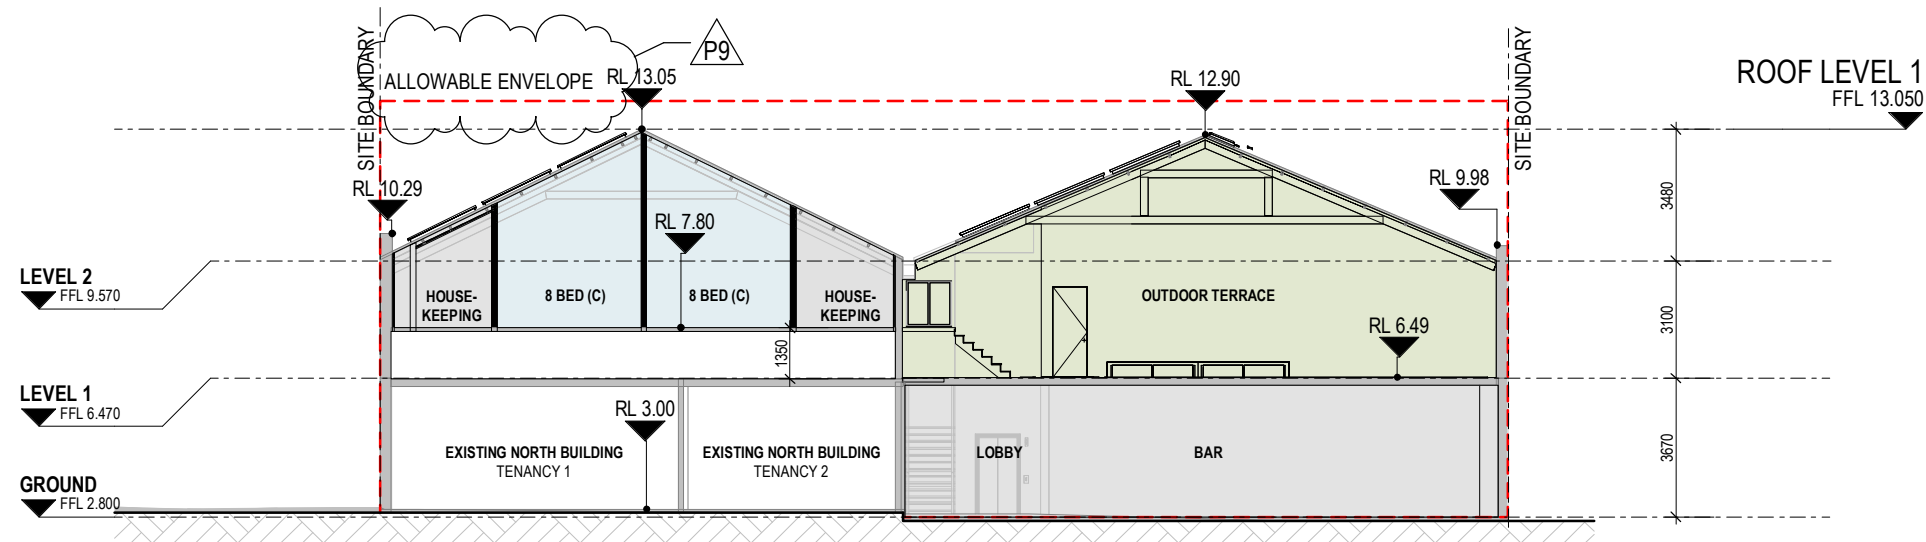 SITE BOUNDARY
ALLOWABLE ENVELOPE
P9
RL 13.05
RL 12.90
SITE BOUNDARY
ROOF LEVEL 1
FFL 13.050
RL 10.29
RL 9.98
3480
RL 7.80
LEVEL 2
FFL 9.570
HOUSE-
KEEPING
8 BED (C)
8 BED (C)
HOUSE-
KEEPING
OUTDOOR TERRACE
RL 6.49
3100
1350
LEVEL 1
FFL 6.470
RL 3.00
EXISTING NORTH BUILDING
TENANCY 1
EXISTING NORTH BUILDING
TENANCY 2
LOBBY
BAR
3670
GROUND
FFL 2.800